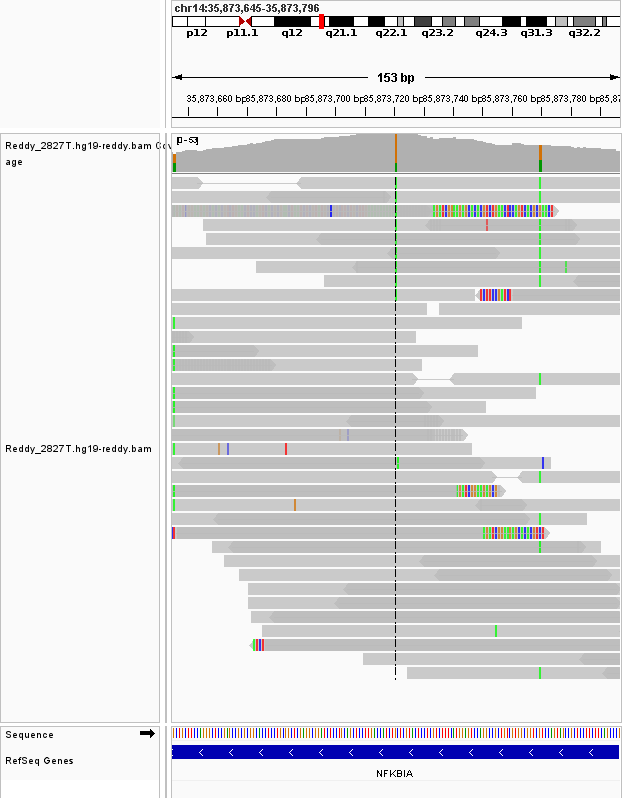 chr14:35,873,645-35,873,796
p12 p11.1 q12 q21.1 q22.1 q23.2 q24.3 q31.3 q32.2
153 bp
35,873,660 bp 35,873,680 bp 35,873,700 bp 35,873,720 bp 35,873,740 bp 35,873,760 bp 35,873,780 bp 35,87
Reddy_2827T.hg19-reddy.bam Cov
age
[0 - 53]
Reddy_2827T.hg19-reddy.bam
Sequence
RefSeq Genes
NFKBIA